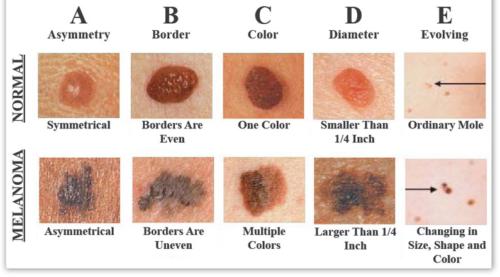 A B C D E
Asymmetry Border Color Diameter Evolving
NORMAL
Symmetrical Borders Are Even One Color Smaller Than 1/4 Inch Ordinary Mole
MELANOMA
Asymmetrical Borders Are Uneven Multiple Colors Larger Than 1/4 Inch Changing in Size, Shape and Color